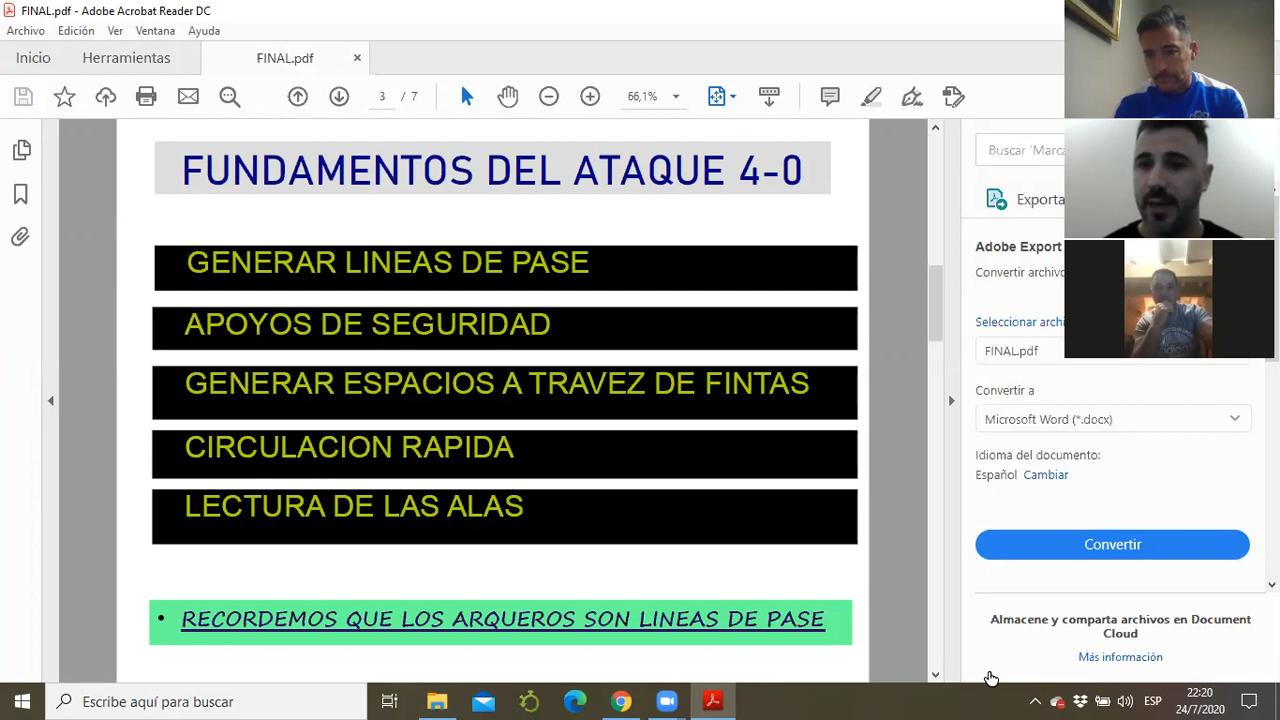 FINAL.pdf - Adobe Acrobat Reader DC
Archivo Edición Ver Ventana Ayuda
Inicio Herramientas FINAL.pdf ×
3 / 7 66,1%
FUNDAMENTOS DEL ATAQUE 4-0
GENERAR LINEAS DE PASE
APOYOS DE SEGURIDAD
GENERAR ESPACIOS A TRAVEZ DE FINTAS
CIRCULACION RAPIDA
LECTURA DE LAS ALAS
• RECORDEMOS QUE LOS ARQUEROS SON LINEAS DE PASE
Buscar 'Marca
Exporta
Adobe Export
Convertir archivo
Seleccionar archi
FINAL.pdf
Convertir a
Microsoft Word (*.docx)
Idioma del documento:
Español Cambiar
Convertir
Almacene y comparta archivos en Document
Cloud
Más información
Escribe aquí para buscar
ESP
22:20
24/7/2020